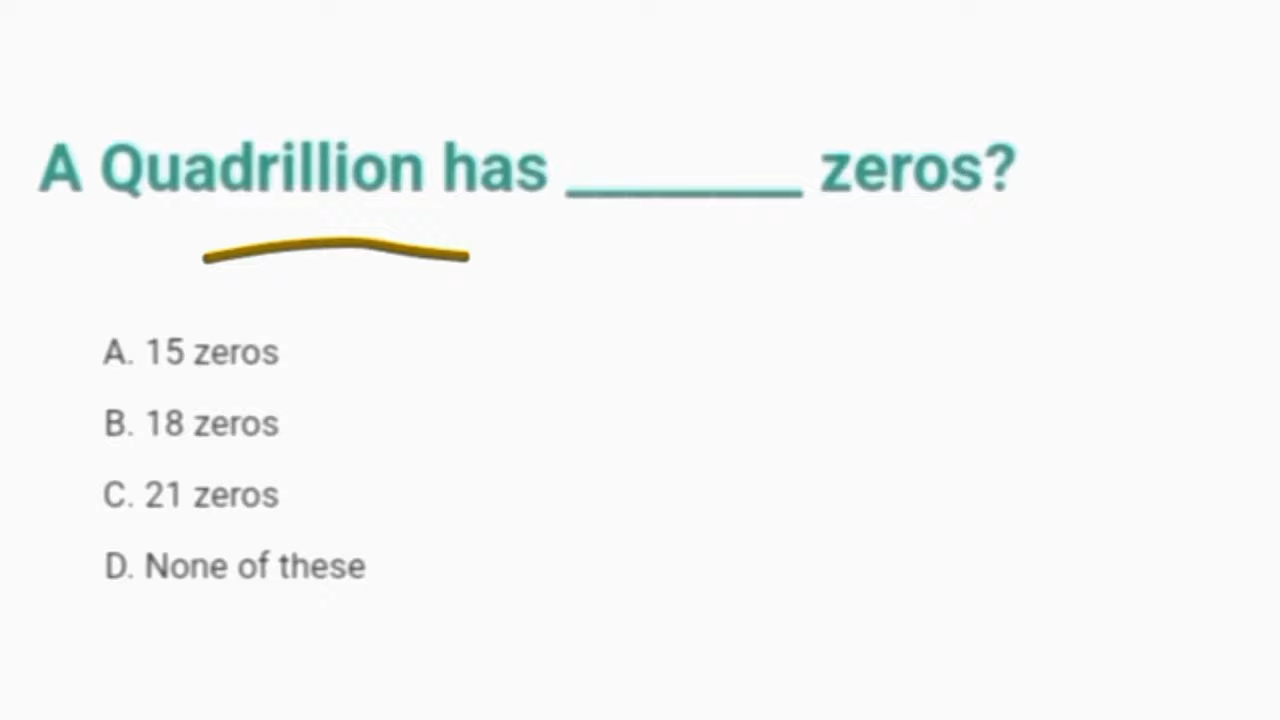 A Quadrillion has ________ zeros?
A. 15 zeros
B. 18 zeros
C. 21 zeros
D. None of these